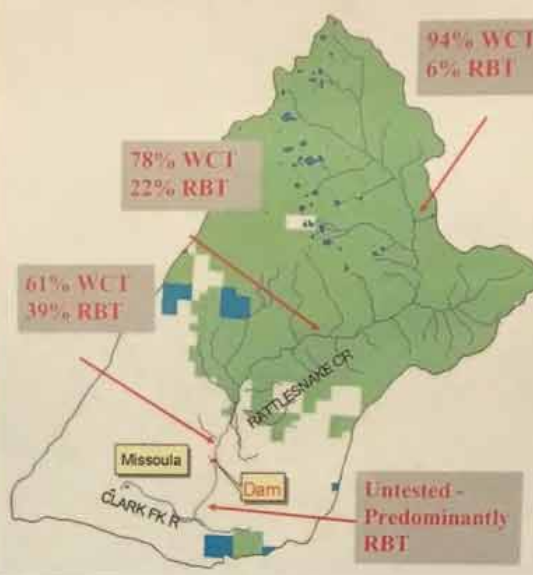 94% WCT
6% RBT
78% WCT
22% RBT
61% WCT
39% RBT
RATTLESNAKE CR
Missoula
Dam
CLARK FK R
Untested -
Predominantly
RBT